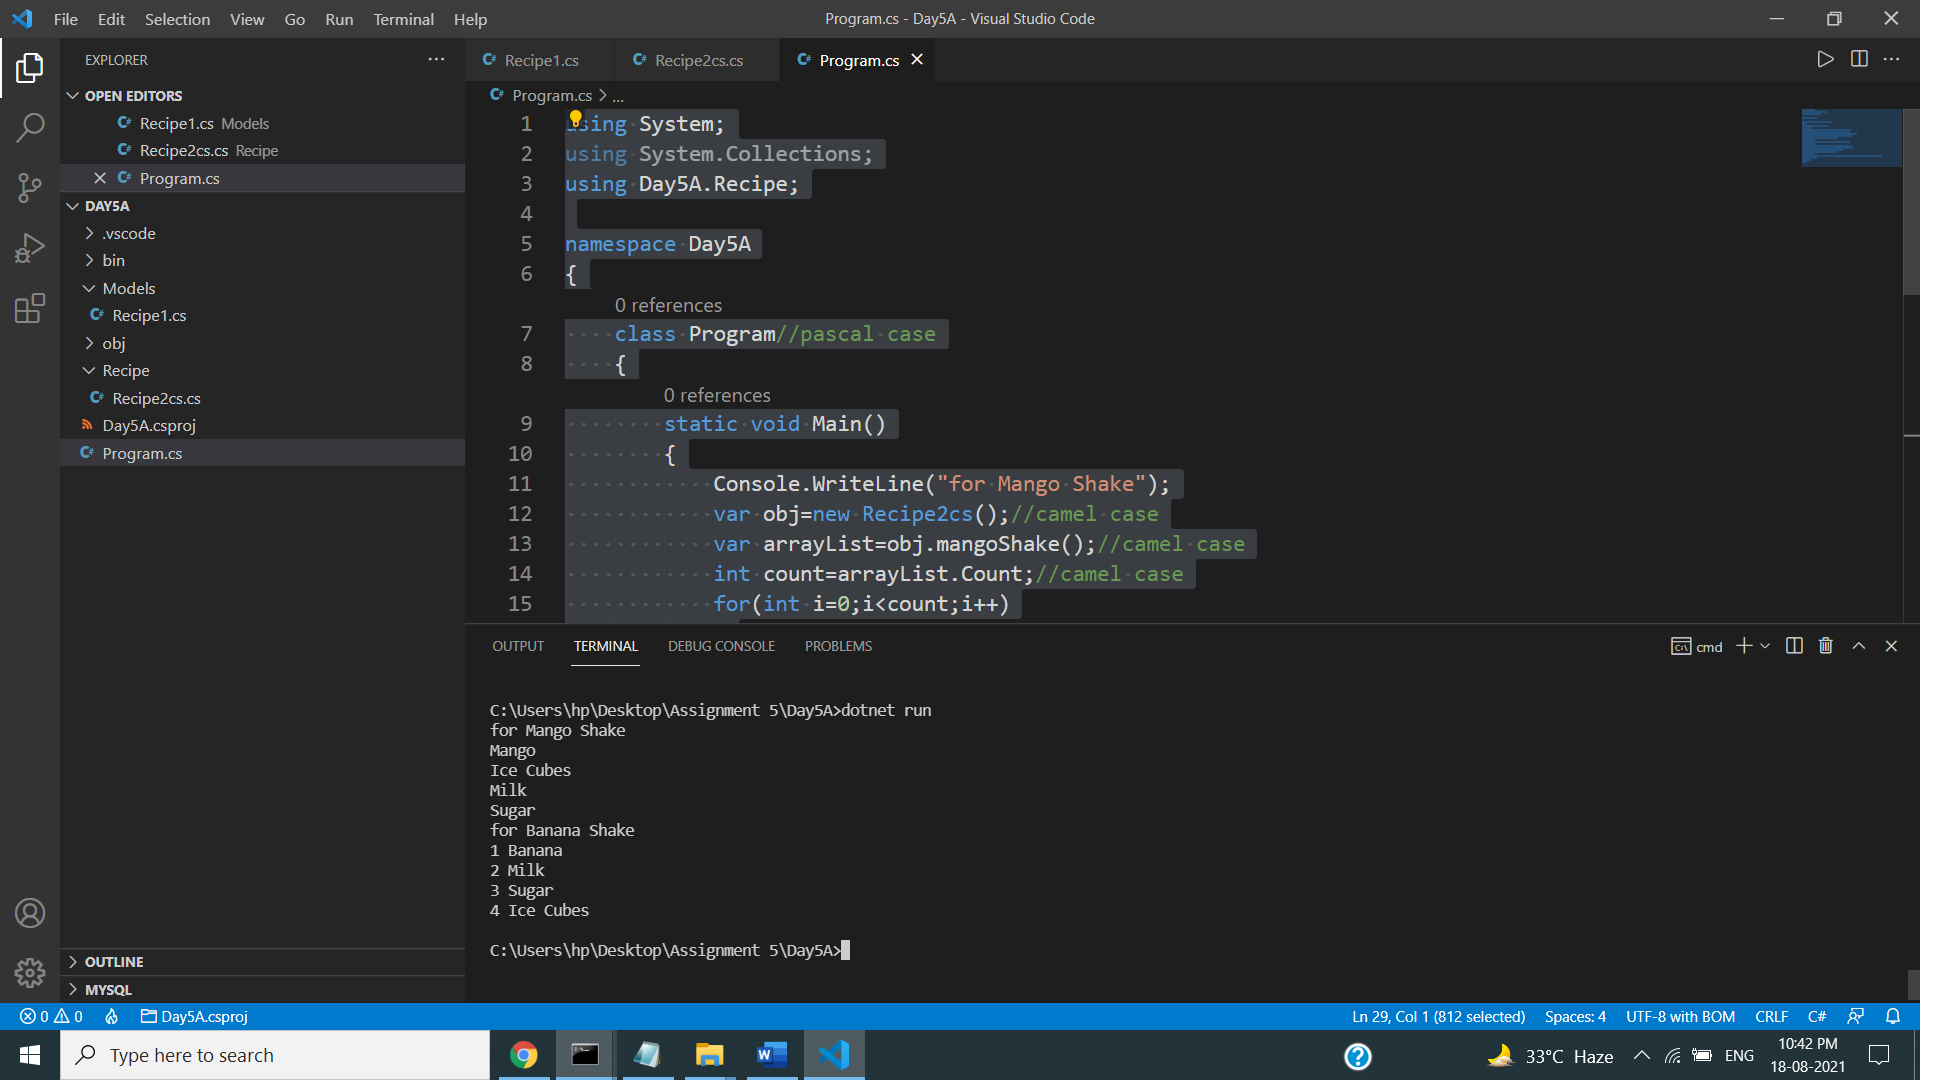 File Edit Selection View Go Run Terminal Help
Program.cs - Day5A - Visual Studio Code
EXPLORER
OPEN EDITORS
Recipe1.cs Models
Recipe2cs.cs Recipe
Program.cs
DAY5A
.vscode
bin
Models
Recipe1.cs
obj
Recipe
Recipe2cs.cs
Day5A.csproj
Program.cs
OUTLINE
MYSQL
Recipe1.cs Recipe2cs.cs Program.cs
Program.cs > ...
1 using System;
2 using System.Collections;
3 using Day5A.Recipe;
4
5 namespace Day5A
6 {
0 references
7 class Program//pascal case
8 {
0 references
9 static void Main()
10 {
11 Console.WriteLine("for Mango Shake");
12 var obj=new Recipe2cs();//camel case
13 var arrayList=obj.mangoShake();//camel case
14 int count=arrayList.Count;//camel case
15 for(int i=0;i<count;i++)
OUTPUT TERMINAL DEBUG CONSOLE PROBLEMS
cmd
C:\Users\hp\Desktop\Assignment 5\Day5A>dotnet run
for Mango Shake
Mango
Ice Cubes
Milk
Sugar
for Banana Shake
1 Banana
2 Milk
3 Sugar
4 Ice Cubes
C:\Users\hp\Desktop\Assignment 5\Day5A>
0 0 Day5A.csproj
Ln 29, Col 1 (812 selected) Spaces: 4 UTF-8 with BOM CRLF C#
Type here to search
33°C Haze ENG
10:42 PM
18-08-2021